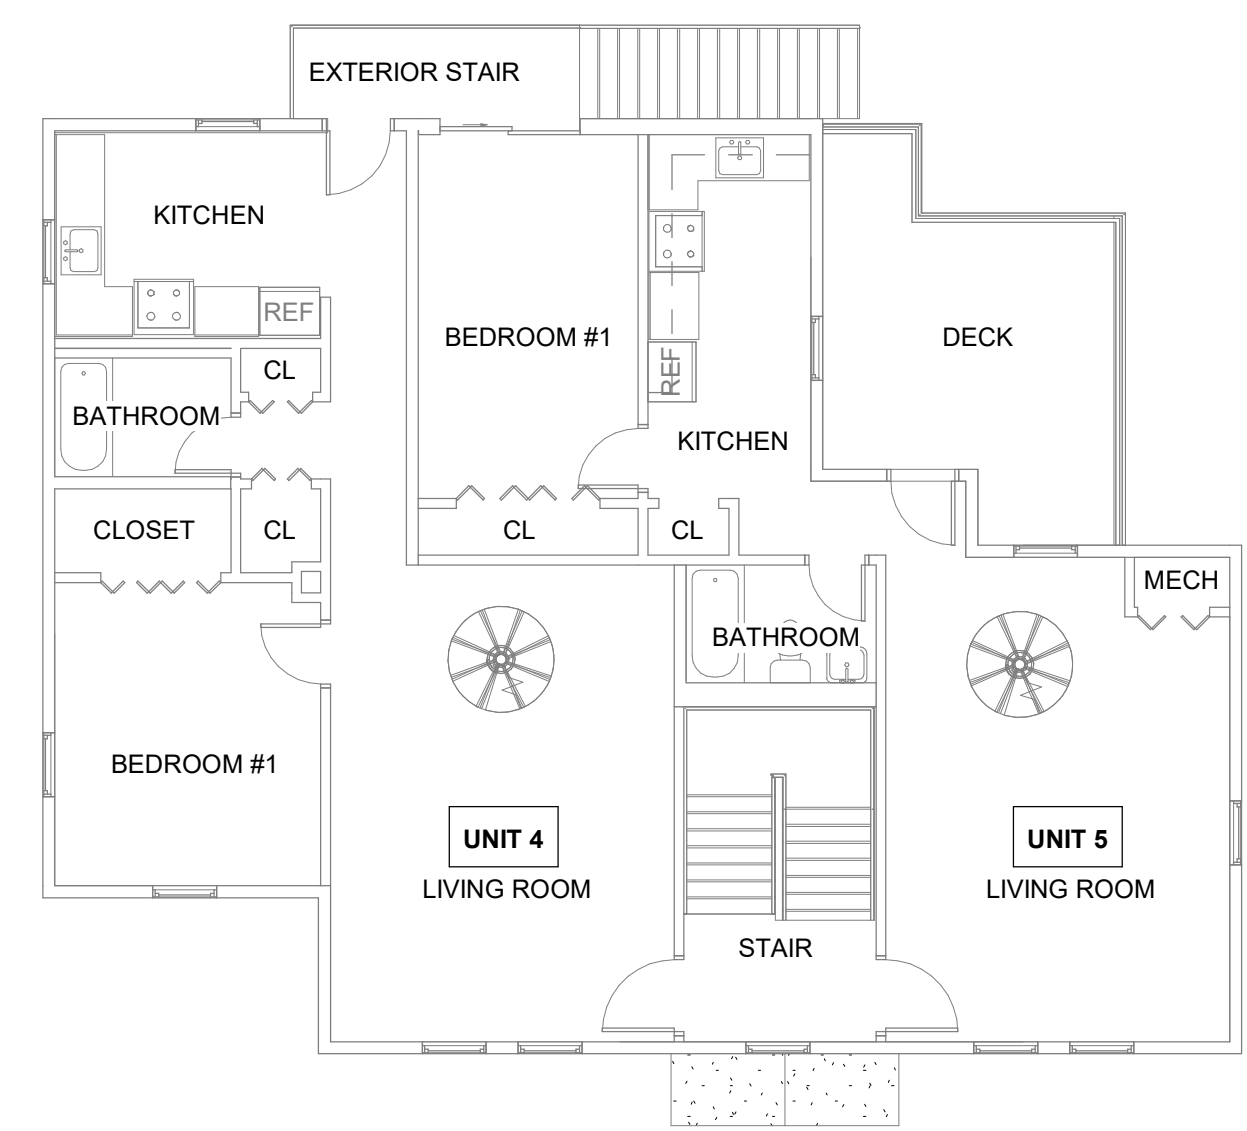 EXTERIOR STAIR
KITCHEN
REF
BEDROOM #1
DECK
REF
CL
BATHROOM
KITCHEN
CLOSET
CL
CL
CL
MECH
BATHROOM
BEDROOM #1
UNIT 4
LIVING ROOM
UNIT 5
LIVING ROOM
STAIR